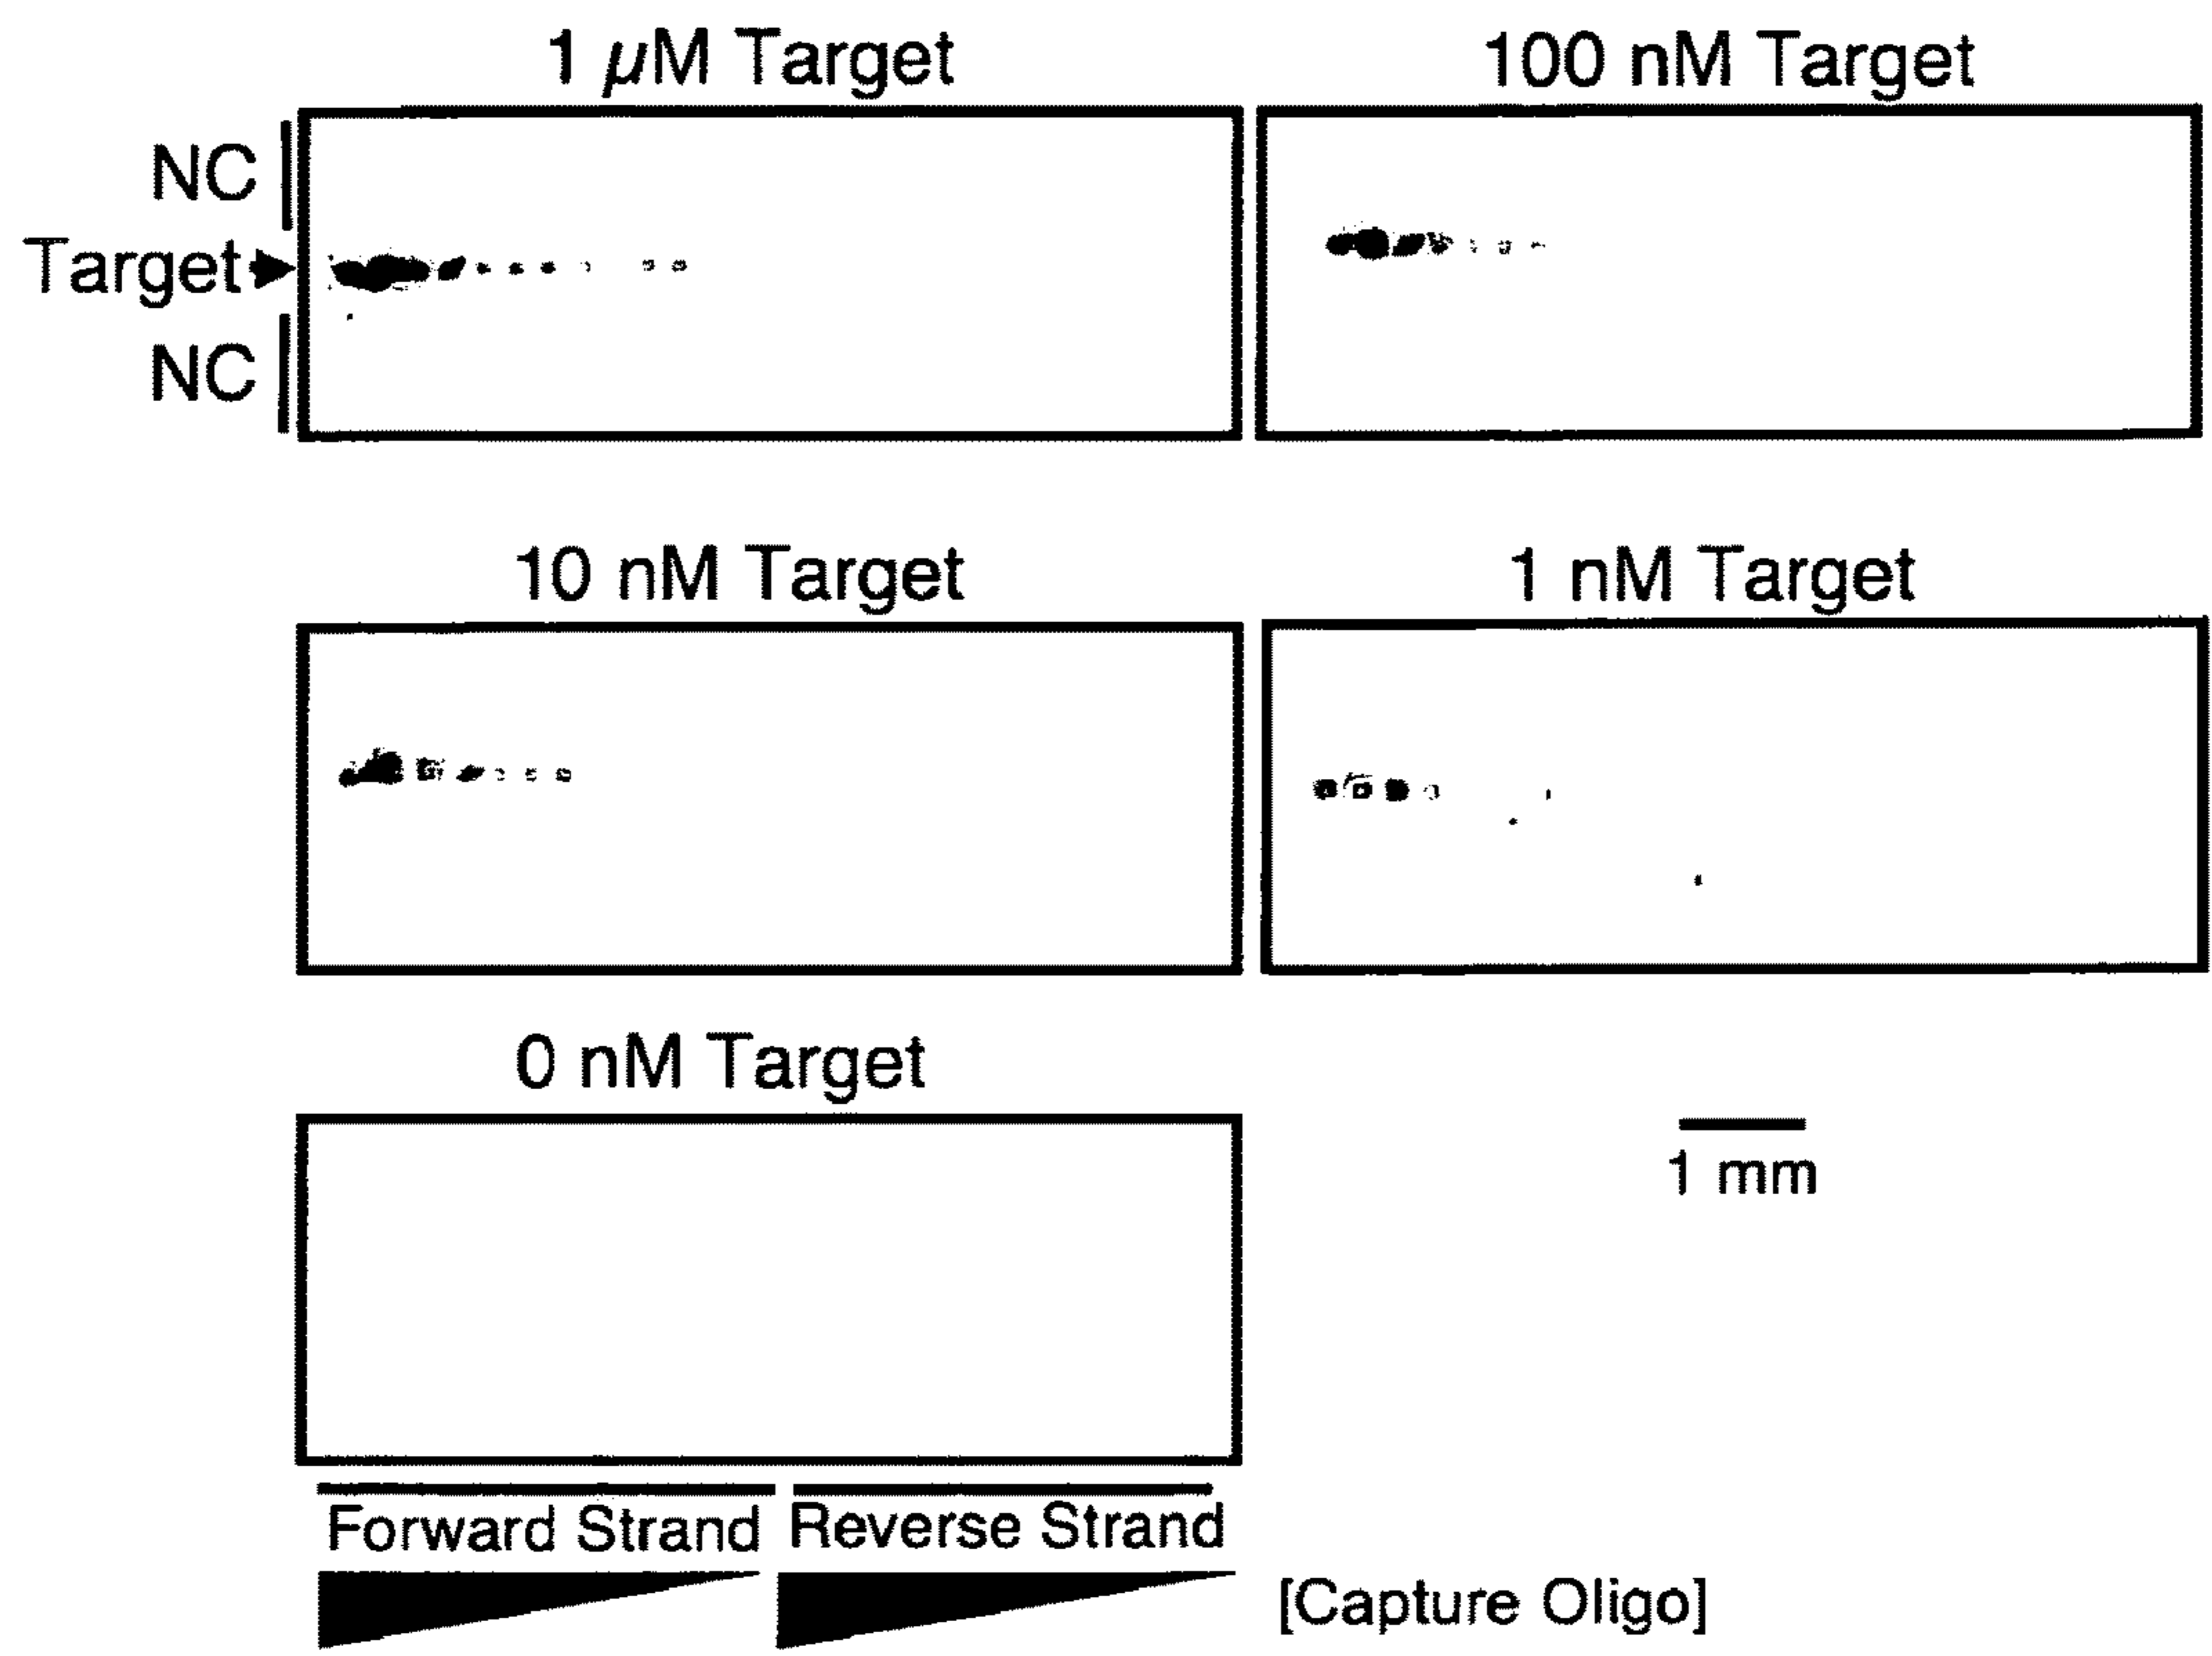 1 µM Target
100 nM Target
NC
Target
NC
10 nM Target
1 nM Target
0 nM Target
1 mm
Forward Strand
Reverse Strand
[Capture Oligo]